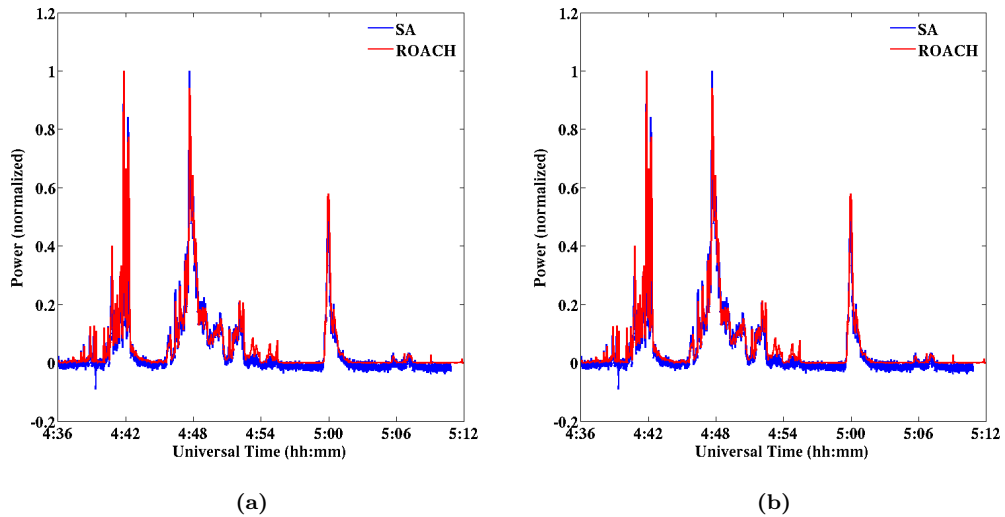 1.2
1
0.8
0.6
0.4
0.2
0
-0.2
Power (normalized)
SA
ROACH
4:36 4:42 4:48 4:54 5:00 5:06 5:12
Universal Time (hh:mm)
(a)
1.2
1
0.8
0.6
0.4
0.2
0
-0.2
Power (normalized)
SA
ROACH
4:36 4:42 4:48 4:54 5:00 5:06 5:12
Universal Time (hh:mm)
(b)